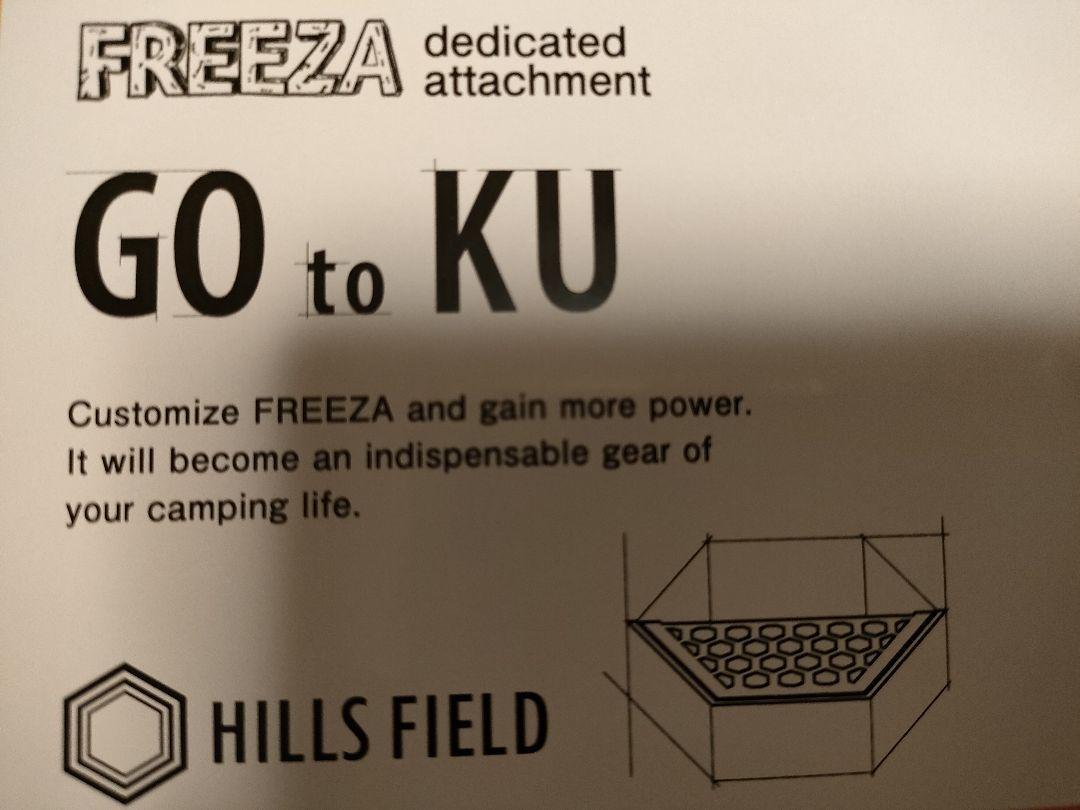 FREEZA dedicated
attachment
GO to KU
Customize FREEZA and gain more power.
It will become an indispensable gear of
your camping life.
HILLS FIELD